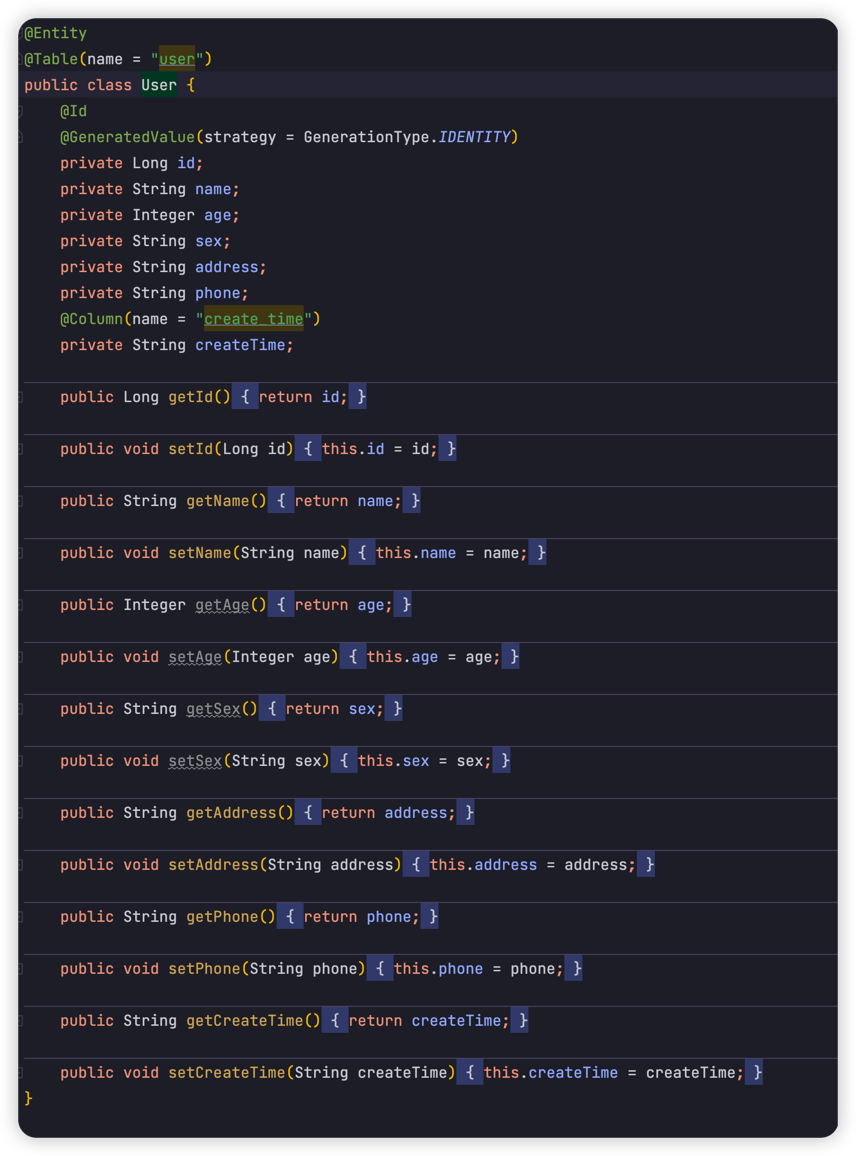 @Entity
@Table(name = "user")
public class User {
    @Id
    @GeneratedValue(strategy = GenerationType.IDENTITY)
    private Long id;
    private String name;
    private Integer age;
    private String sex;
    private String address;
    private String phone;
    @Column(name = "create_time")
    private String createTime;
    public Long getId() { return id; }
    public void setId(Long id) { this.id = id; }
    public String getName() { return name; }
    public void setName(String name) { this.name = name; }
    public Integer getAge() { return age; }
    public void setAge(Integer age) { this.age = age; }
    public String getSex() { return sex; }
    public void setSex(String sex) { this.sex = sex; }
    public String getAddress() { return address; }
    public void setAddress(String address) { this.address = address; }
    public String getPhone() { return phone; }
    public void setPhone(String phone) { this.phone = phone; }
    public String getCreateTime() { return createTime; }
    public void setCreateTime(String createTime) { this.createTime = createTime; }
}